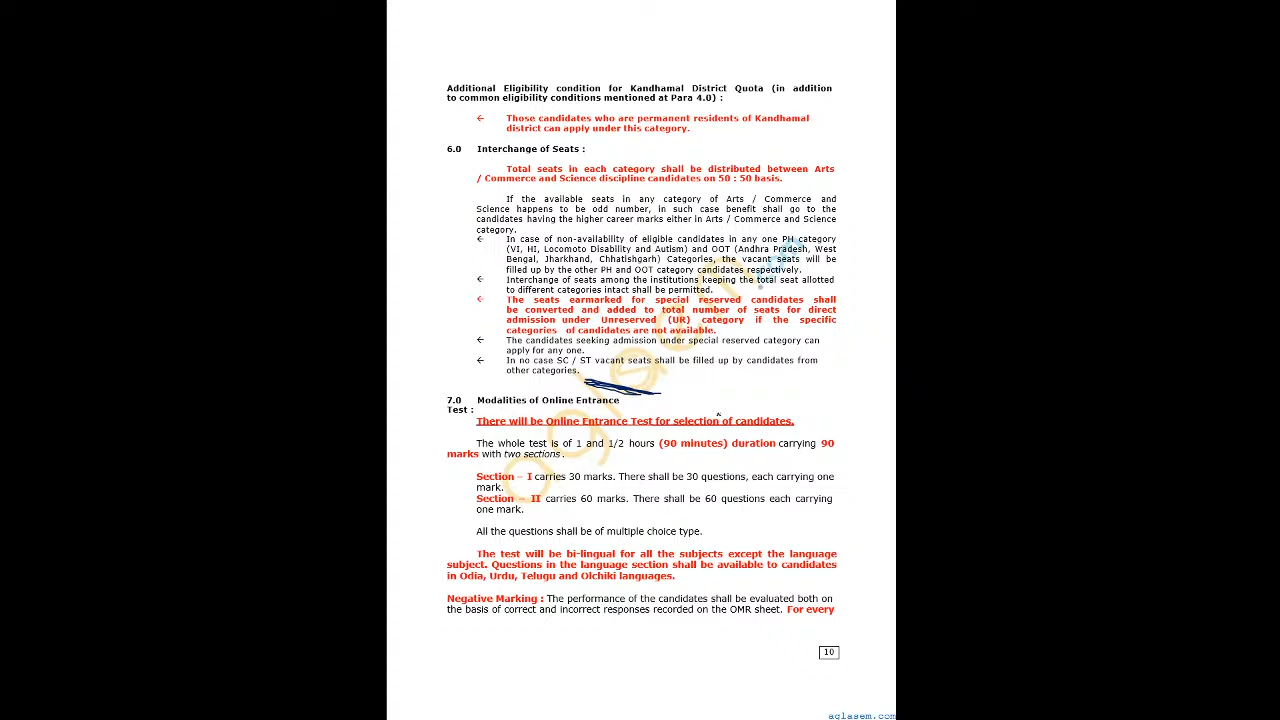 Additional Eligibility condition for Kandhamal District Quota (in addition
to common eligibility conditions mentioned at Para 4.0) :
← Those candidates who are permanent residents of Kandhamal
district can apply under this category.
6.0 Interchange of Seats :
Total seats in each category shall be distributed between Arts
/ Commerce and Science discipline candidates on 50 : 50 basis.
If the available seats in any category of Arts / Commerce and
Science happens to be odd number, in such case benefit shall go to the
candidates having the higher career marks either in Arts / Commerce and Science
category.
← In case of non-availability of eligible candidates in any one PH category
(VI, HI, Locomoto Disability and Autism) and OOT (Andhra Pradesh, West
Bengal, Jharkhand, Chhatishgarh) Categories, the vacant seats will be
filled up by the other PH and OOT category candidates respectively.
← Interchange of seats among the institutions keeping the total seat allotted
to different categories intact shall be permitted.
← The seats earmarked for special reserved candidates shall
be converted and added to total number of seats for direct
admission under Unreserved (UR) category if the specific
categories of candidates are not available.
← The candidates seeking admission under special reserved category can
apply for any one.
← In no case SC / ST vacant seats shall be filled up by candidates from
other categories.
7.0 Modalities of Online Entrance
Test :
There will be Online Entrance Test for selection of candidates.
The whole test is of 1 and 1/2 hours (90 minutes) duration carrying 90
marks with two sections .
Section – I carries 30 marks. There shall be 30 questions, each carrying one
mark.
Section – II carries 60 marks. There shall be 60 questions each carrying
one mark.
All the questions shall be of multiple choice type.
The test will be bi-lingual for all the subjects except the language
subject. Questions in the language section shall be available to candidates
in Odia, Urdu, Telugu and Olchiki languages.
Negative Marking : The performance of the candidates shall be evaluated both on
the basis of correct and incorrect responses recorded on the OMR sheet. For every
10
aglasem.com